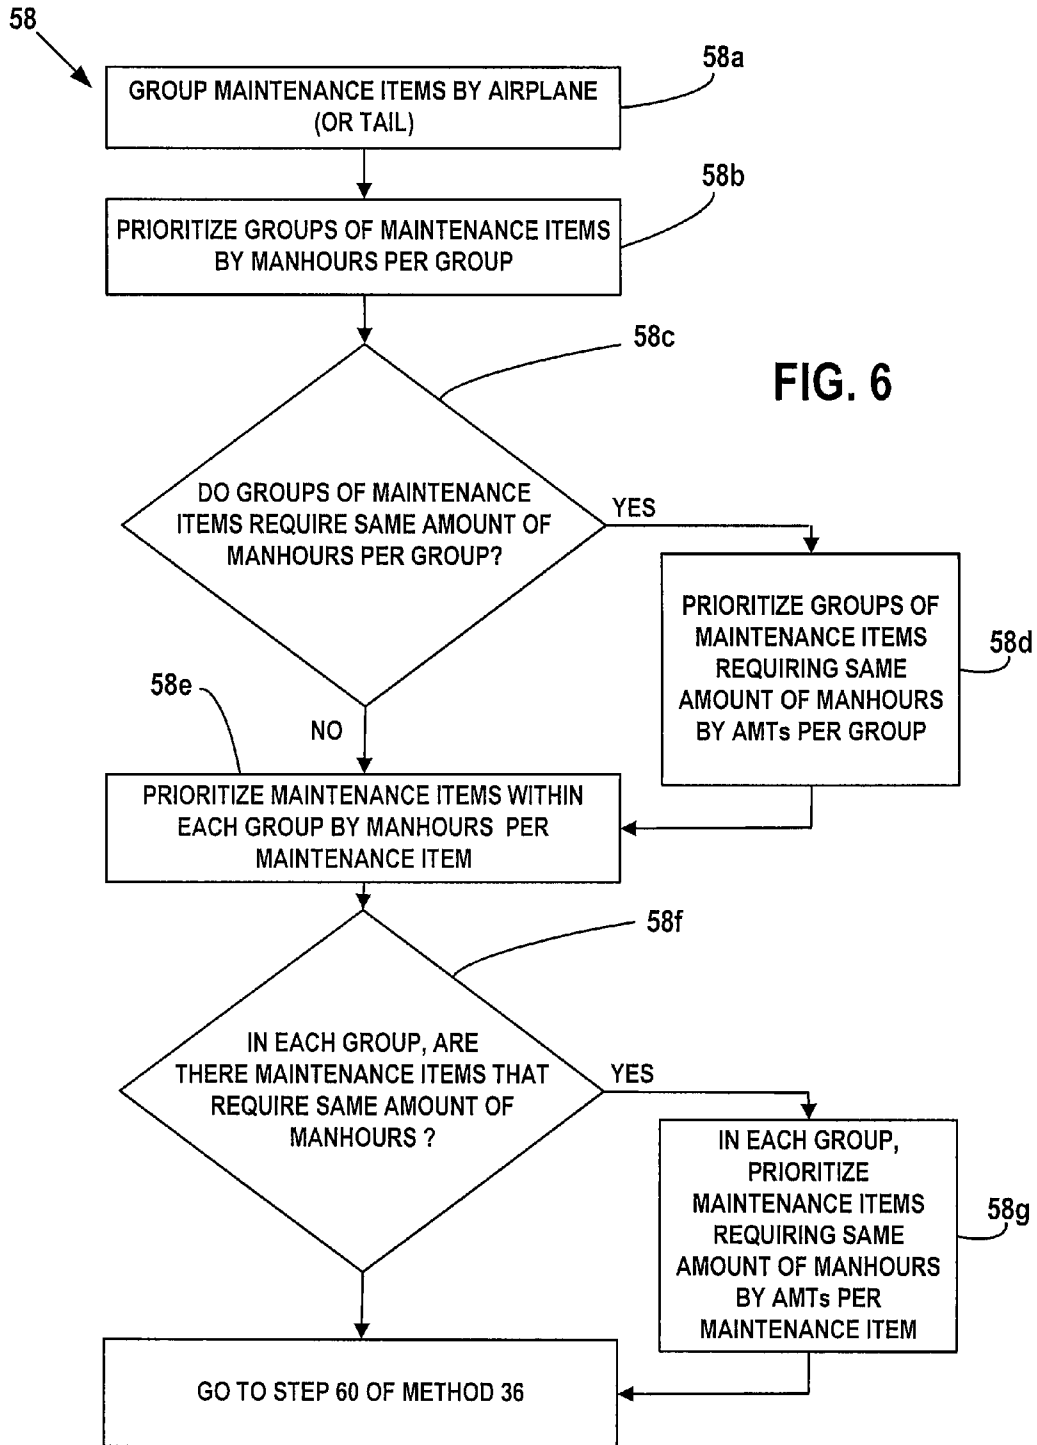 58
58a
GROUP MAINTENANCE ITEMS BY AIRPLANE
(OR TAIL)
58b
PRIORITIZE GROUPS OF MAINTENANCE ITEMS
BY MANHOURS PER GROUP
58c
FIG. 6
DO GROUPS OF MAINTENANCE
ITEMS REQUIRE SAME AMOUNT OF
MANHOURS PER GROUP?
YES
PRIORITIZE GROUPS OF
MAINTENANCE ITEMS
REQUIRING SAME
AMOUNT OF MANHOURS
BY AMTs PER GROUP
58d
58e
NO
PRIORITIZE MAINTENANCE ITEMS WITHIN
EACH GROUP BY MANHOURS PER
MAINTENANCE ITEM
58f
IN EACH GROUP, ARE
THERE MAINTENANCE ITEMS THAT
REQUIRE SAME AMOUNT OF
MANHOURS ?
YES
IN EACH GROUP,
PRIORITIZE
MAINTENANCE ITEMS
REQUIRING SAME
AMOUNT OF MANHOURS
BY AMTs PER
MAINTENANCE ITEM
58g
GO TO STEP 60 OF METHOD 36